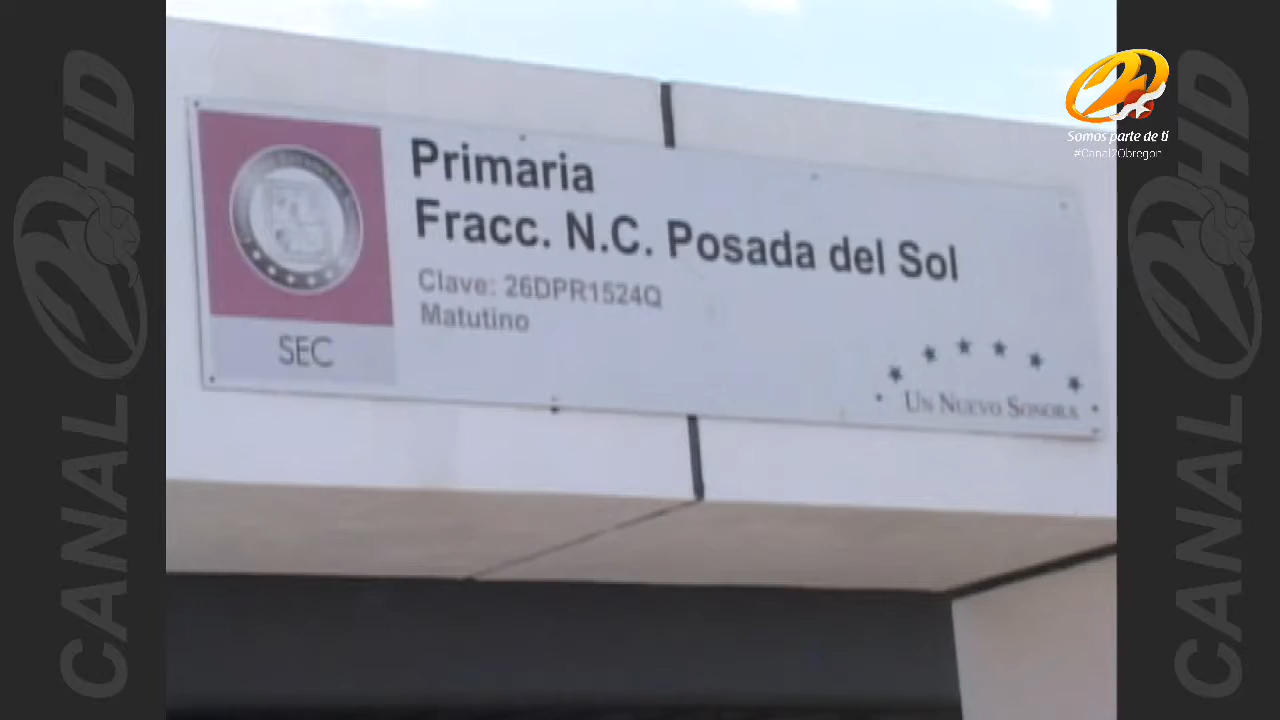 Primaria
Fracc. N.C. Posada del Sol
Clave: 26DPR1524Q
Matutino
SEC
UN NUEVO SONORA
2
Somos parte de ti
#Canal2Obregon
CANAL 2 HD
CANAL 2 HD